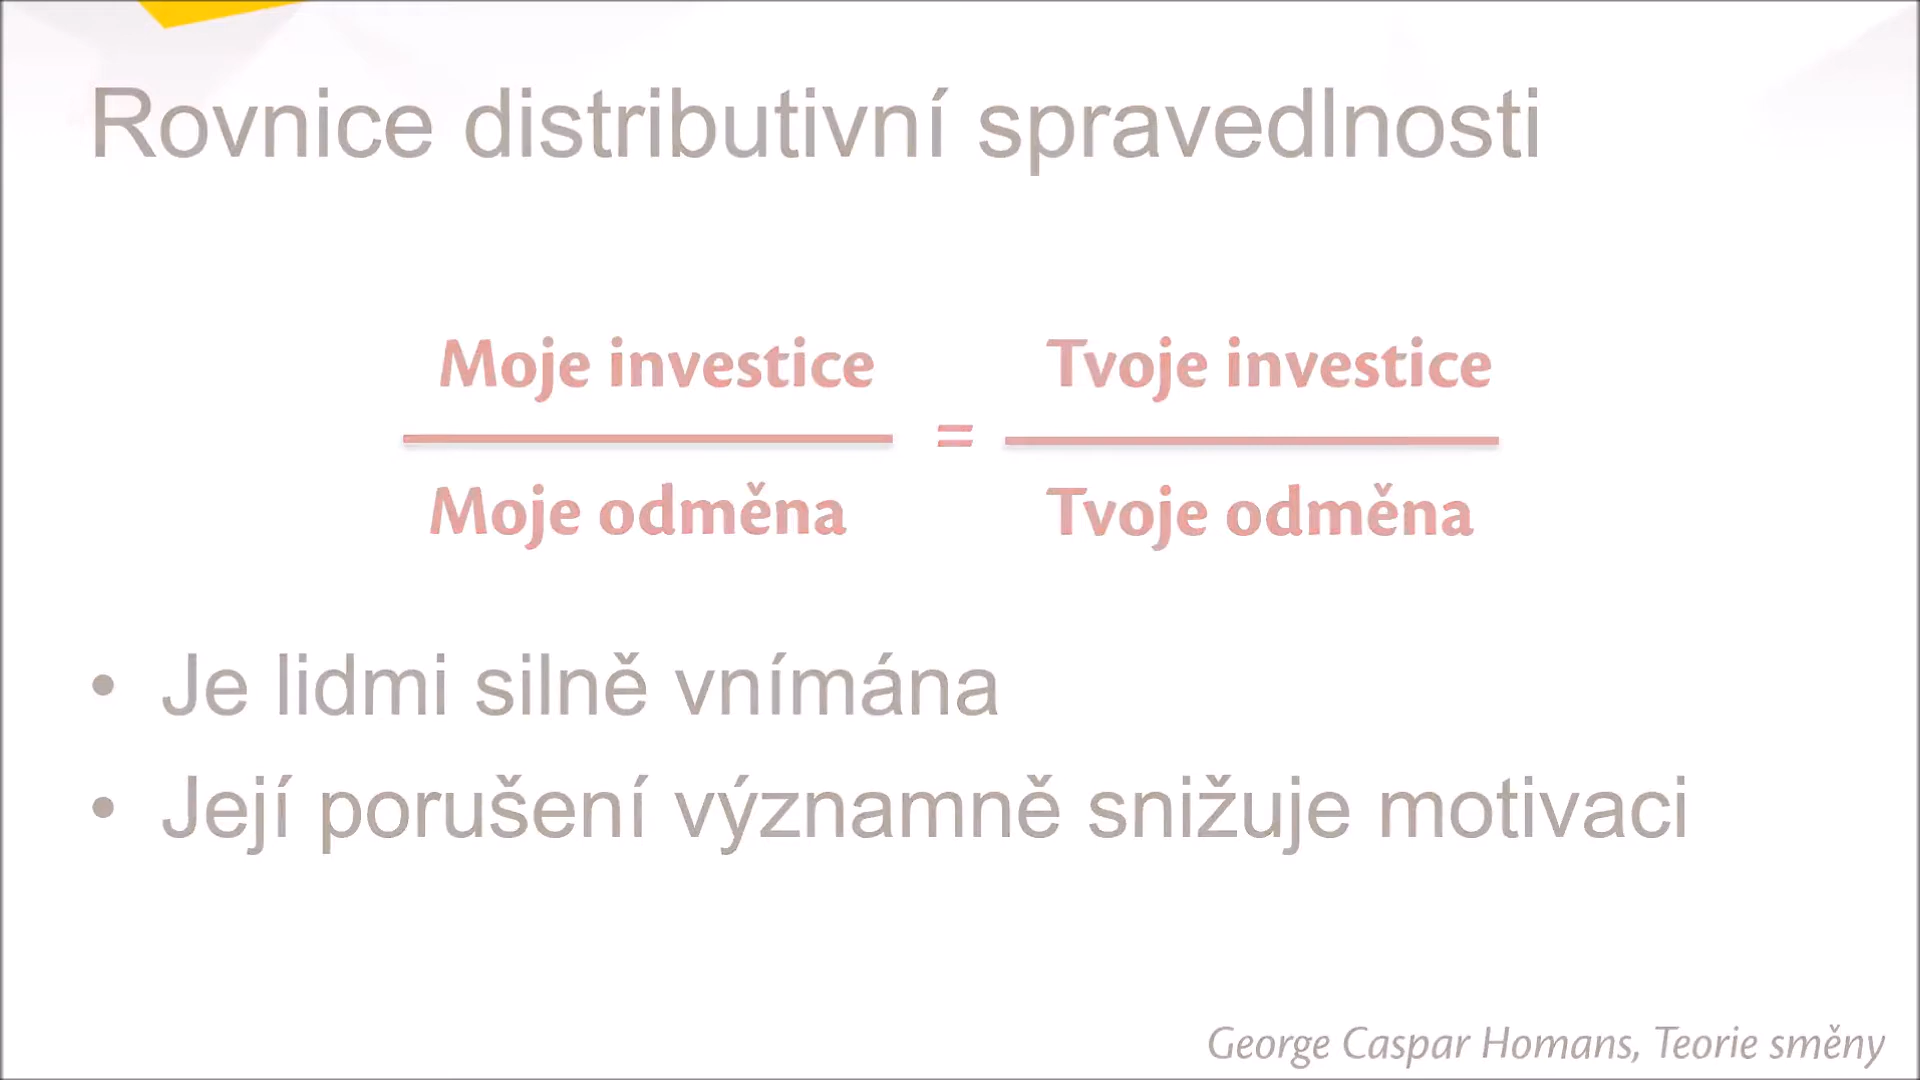 Rovnice distributivní spravedlnosti
Moje investice
Tvoje investice
=
Moje odměna
Tvoje odměna
• Je lidmi silně vnímána
• Její porušení významně snižuje motivaci
George Caspar Homans, Teorie směny